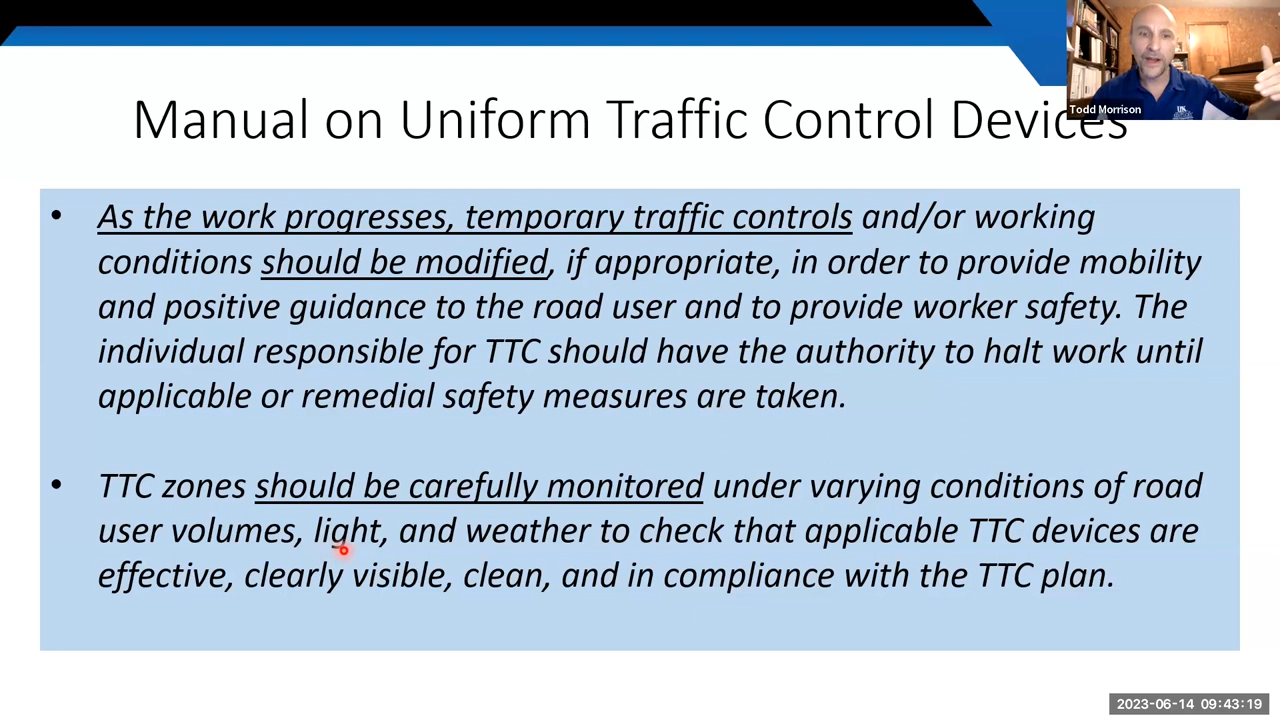 Todd Morrison
UK
Manual on Uniform Traffic Control Devices
• As the work progresses, temporary traffic controls and/or working
conditions should be modified, if appropriate, in order to provide mobility
and positive guidance to the road user and to provide worker safety. The
individual responsible for TTC should have the authority to halt work until
applicable or remedial safety measures are taken.
• TTC zones should be carefully monitored under varying conditions of road
user volumes, light, and weather to check that applicable TTC devices are
effective, clearly visible, clean, and in compliance with the TTC plan.
2023-06-14 09:43:19